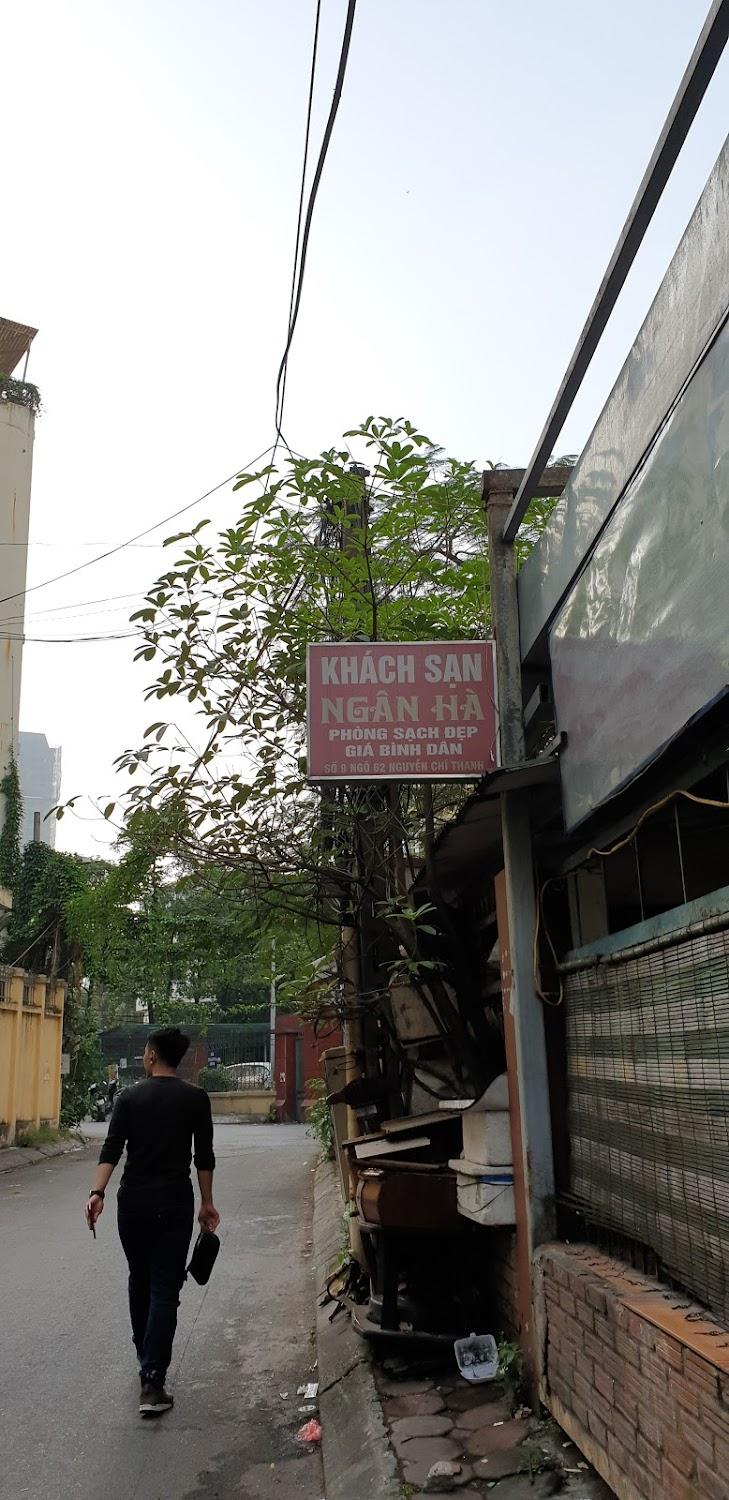 KHÁCH SẠN
NGÂN HÀ
PHÒNG SẠCH ĐẸP
GIÁ BÌNH DÂN
SỐ 9 NGÕ 62 NGUYỄN CHÍ THANH